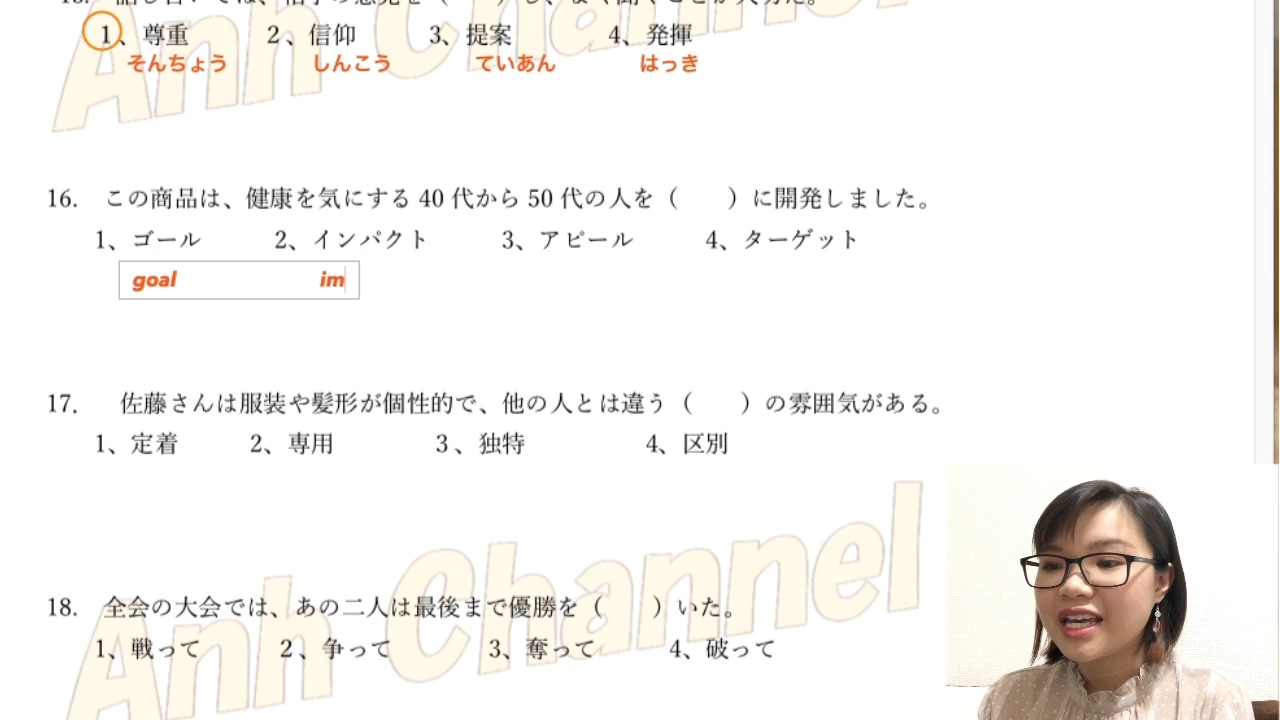 1、尊重 2、信仰 3、提案 4、発揮
そんちょう しんこう ていあん はっき
16. この商品は、健康を気にする 40 代から 50 代の人を（ ）に開発しました。
1、ゴール 2、インパクト 3、アピール 4、ターゲット
goal im
17. 佐藤さんは服装や髪形が個性的で、他の人とは違う（ ）の雰囲気がある。
1、定着 2、専用 3、独特 4、区別
18. 全会の大会では、あの二人は最後まで優勝を（ ）いた。
1、戦って 2、争って 3、奪って 4、破って
Anh Channel
Anh Channel